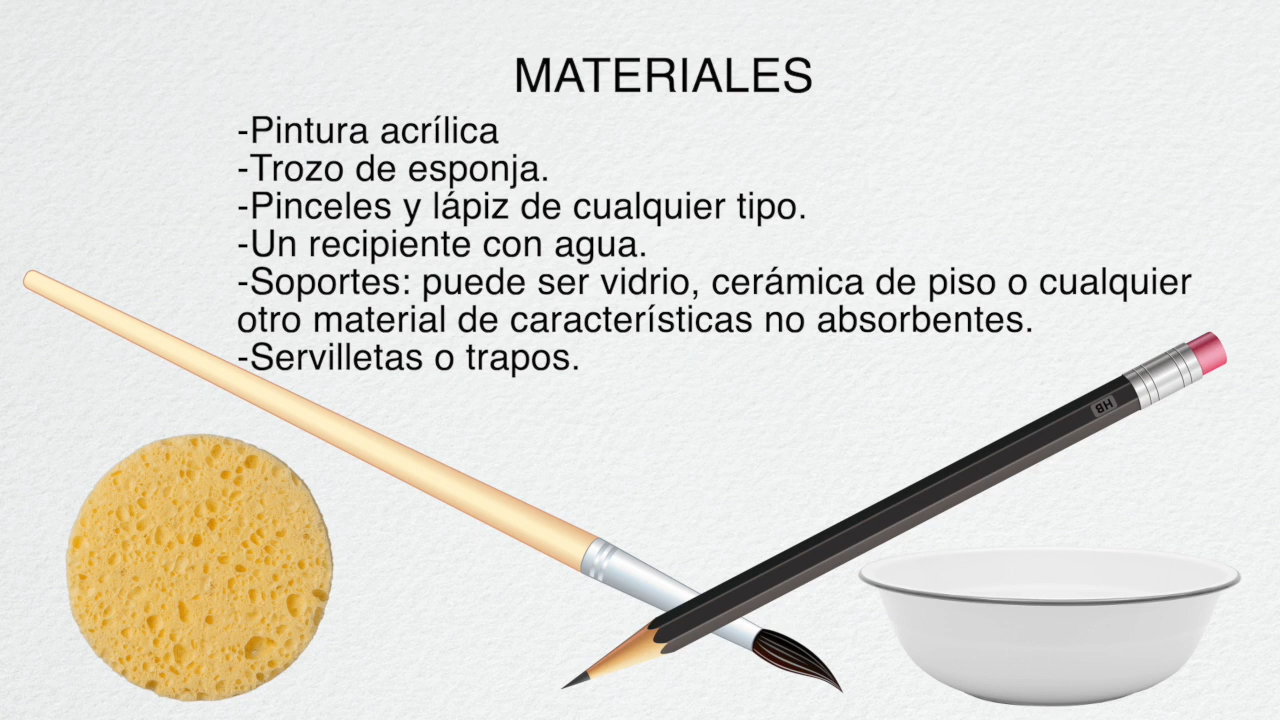 MATERIALES
-Pintura acrílica
-Trozo de esponja.
-Pinceles y lápiz de cualquier tipo.
-Un recipiente con agua.
-Soportes: puede ser vidrio, cerámica de piso o cualquier
otro material de características no absorbentes.
-Servilletas o trapos.
HB